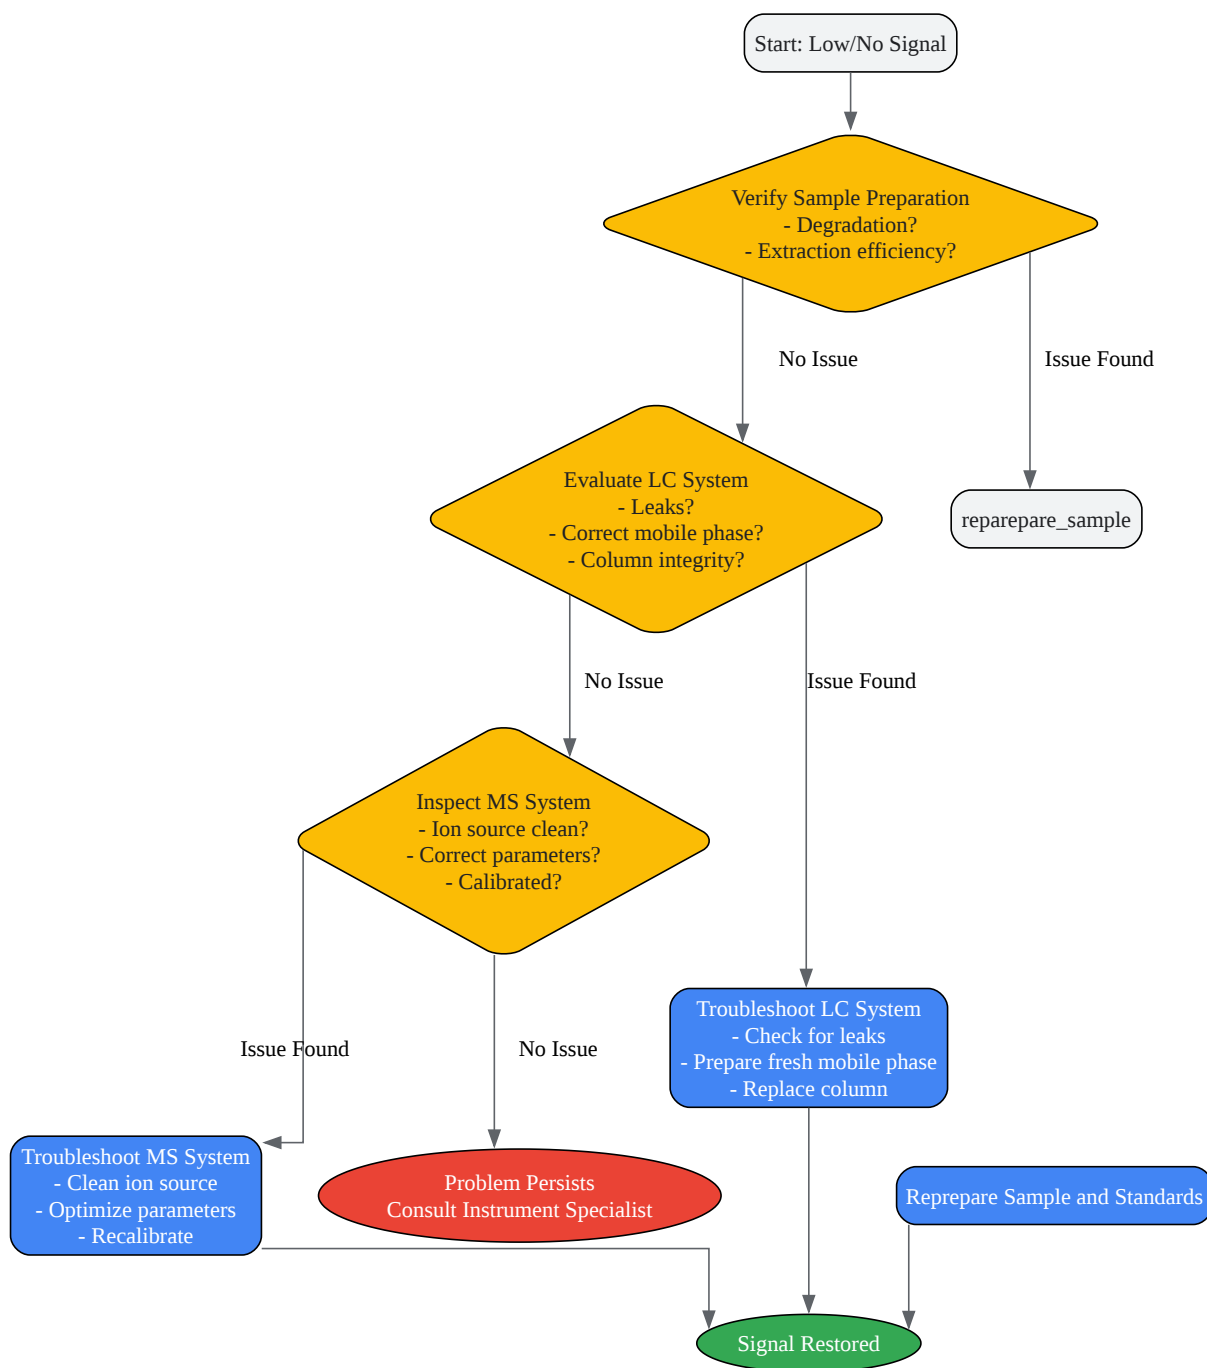 Start: Low/No Signal
Verify Sample Preparation
- Degradation?
- Extraction efficiency?
No Issue
Issue Found
Evaluate LC System
- Leaks?
- Correct mobile phase?
- Column integrity?
reparepare_sample
No Issue
Issue Found
Inspect MS System
- Ion source clean?
- Correct parameters?
- Calibrated?
Issue Found
No Issue
Troubleshoot LC System
- Check for leaks
- Prepare fresh mobile phase
- Replace column
Troubleshoot MS System
- Clean ion source
- Optimize parameters
- Recalibrate
Problem Persists
Consult Instrument Specialist
Reprepare Sample and Standards
Signal Restored